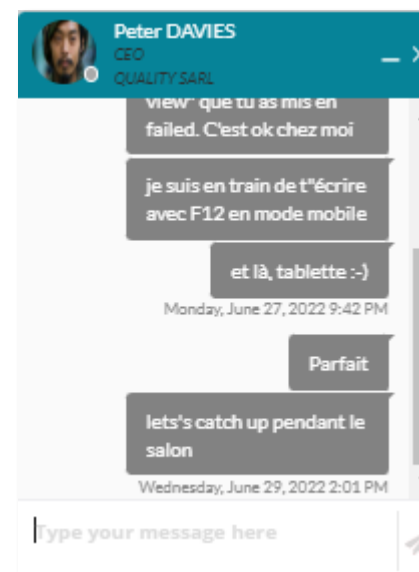 Peter DAVIES
CEO
QUALITY SARL
view" que tu as mis en
failed. C'est ok chez moi
je suis en train de t"écrire
avec F12 en mode mobile
et là, tablette :-)
Monday, June 27, 2022 9:42 PM
Parfait
lets's catch up pendant le
salon
Wednesday, June 29, 2022 2:01 PM
Type your message here